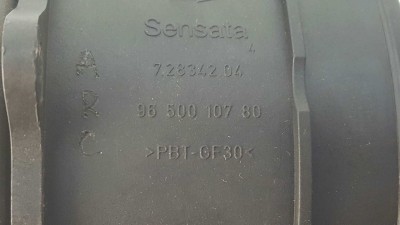 Sensata
A 7.28342.04
B 96 500 107 80
C >PBT-GF30<